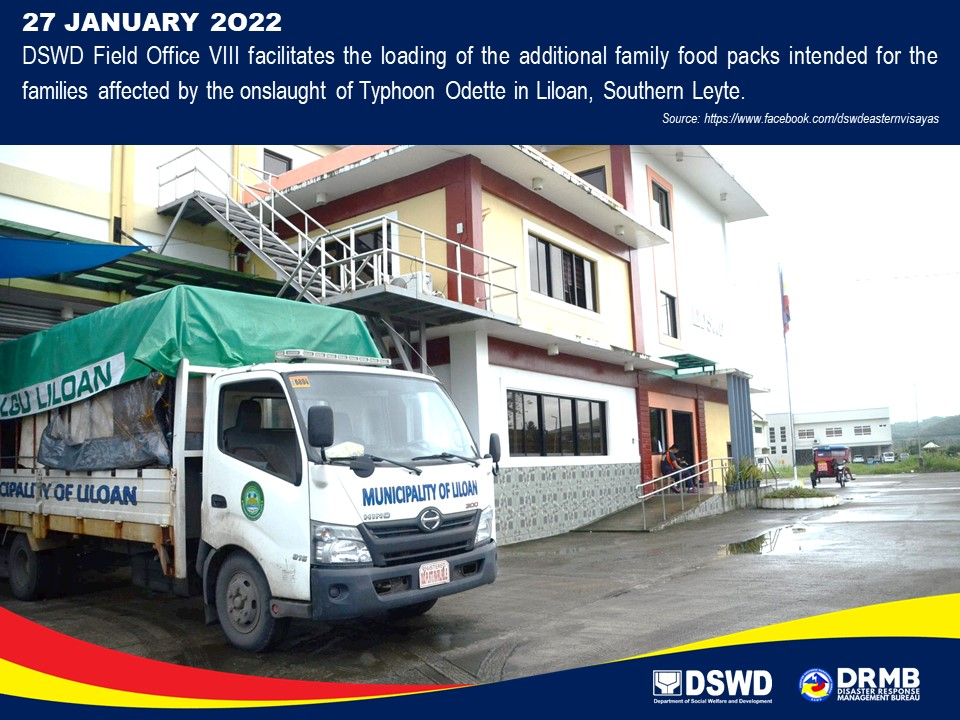 27 JANUARY 2022
DSWD Field Office VIII facilitates the loading of the additional family food packs intended for the
families affected by the onslaught of Typhoon Odette in Liloan, Southern Leyte.
Source: https://www.facebook.com/dswdeasternvisayas
LGU LILOAN
CIPALITY OF LILOAN
MUNICIPALITY OF LILOAN
HINO
300
DSWD
Department of Social Welfare and Development
DRMB
DISASTER RESPONSE
MANAGEMENT BUREAU